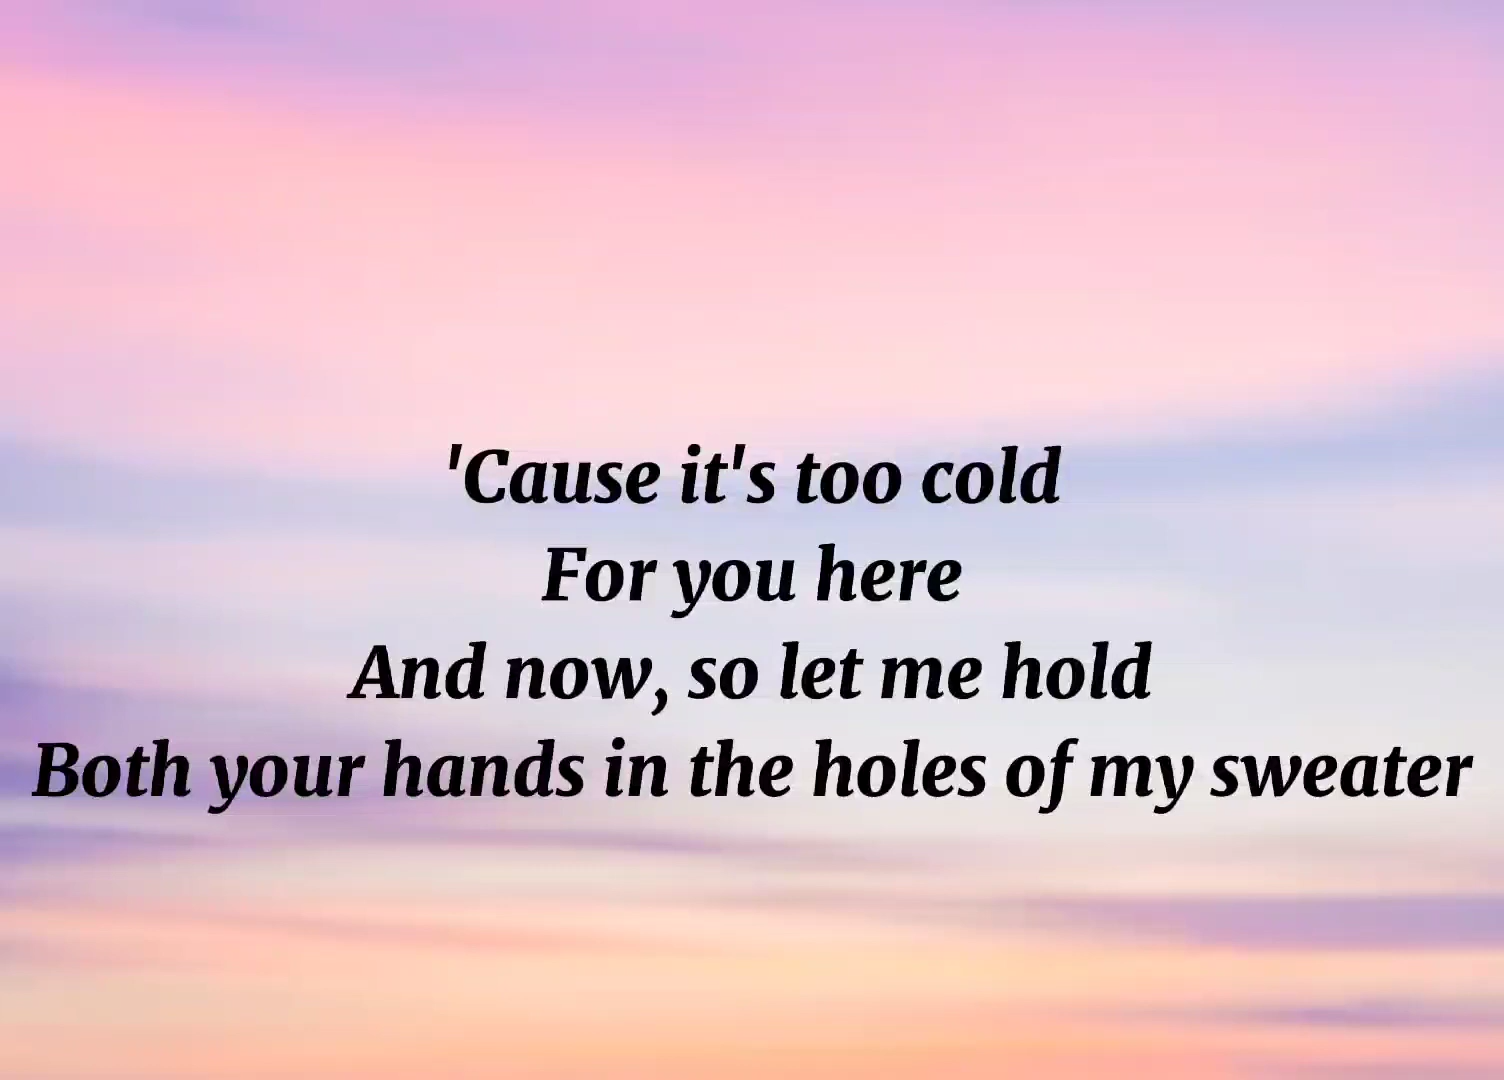 'Cause it's too cold
For you here
And now, so let me hold
Both your hands in the holes of my sweater